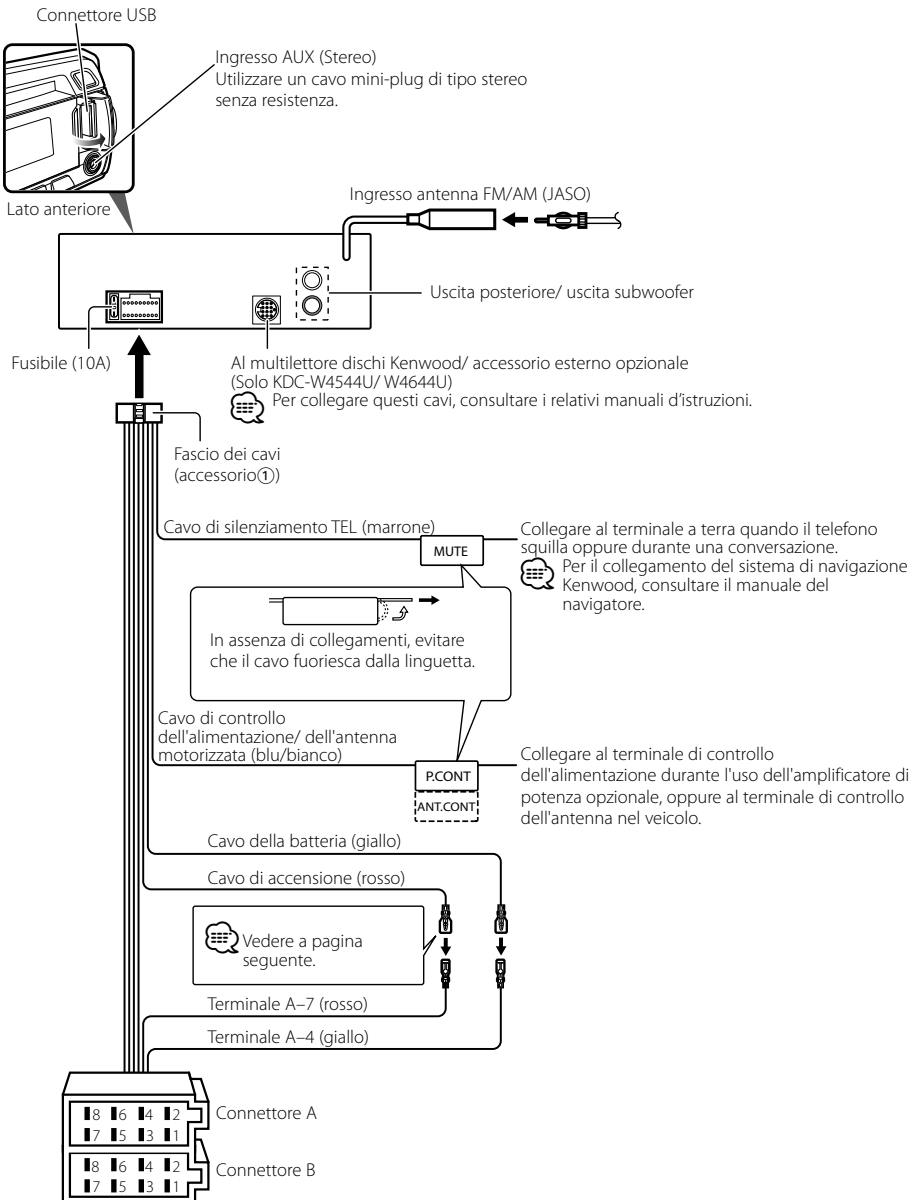 Connettore USB
Ingresso AUX (Stereo)
Utilizzare un cavo mini-plug di tipo stereo
senza resistenza.
Lato anteriore
Ingresso antenna FM/AM (JASO)
Uscita posteriore/ uscita subwoofer
Fusibile (10A)
Al multilettore dischi Kenwood/ accessorio esterno opzionale
(Solo KDC-W4544U/ W4644U)
Per collegare questi cavi, consultare i relativi manuali d'istruzioni.
Fascio dei cavi
(accessorio①)
Cavo di silenziamento TEL (marrone)
MUTE
Collegare al terminale a terra quando il telefono
squilla oppure durante una conversazione.
Per il collegamento del sistema di navigazione
Kenwood, consultare il manuale del
navigatore.
In assenza di collegamenti, evitare
che il cavo fuoriesca dalla linguetta.
Cavo di controllo
dell'alimentazione/ dell'antenna
motorizzata (blu/bianco)
P.CONT
ANT.CONT
Collegare al terminale di controllo
dell'alimentazione durante l'uso dell'amplificatore di
potenza opzionale, oppure al terminale di controllo
dell'antenna nel veicolo.
Cavo della batteria (giallo)
Cavo di accensione (rosso)
Vedere a pagina
seguente.
Terminale A–7 (rosso)
Terminale A–4 (giallo)
8 6 4 2
7 5 3 1
Connettore A
8 6 4 2
7 5 3 1
Connettore B